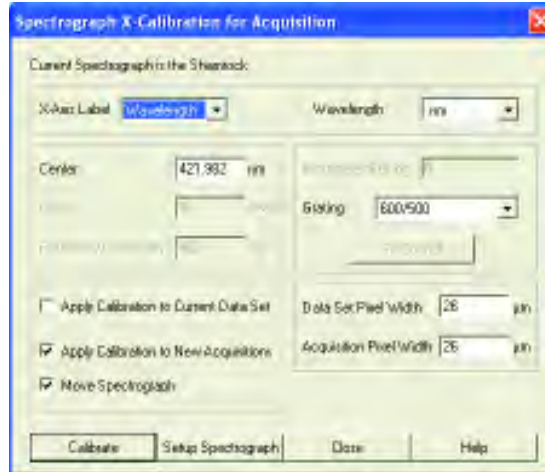 Spectrograph X-Calibration for Acquisition
Current Spectrograph is the Shamrock
X-Axis Label Wavelength Wavelength nm
Center 421.982 nm
Grating 600/500
Apply Calibration to Current Data Set
Data Set Pixel Width 26 µm
Apply Calibration to New Acquisitions
Acquisition Pixel Width 26 µm
Move Spectrograph
Calibrate Setup Spectrograph Close Help